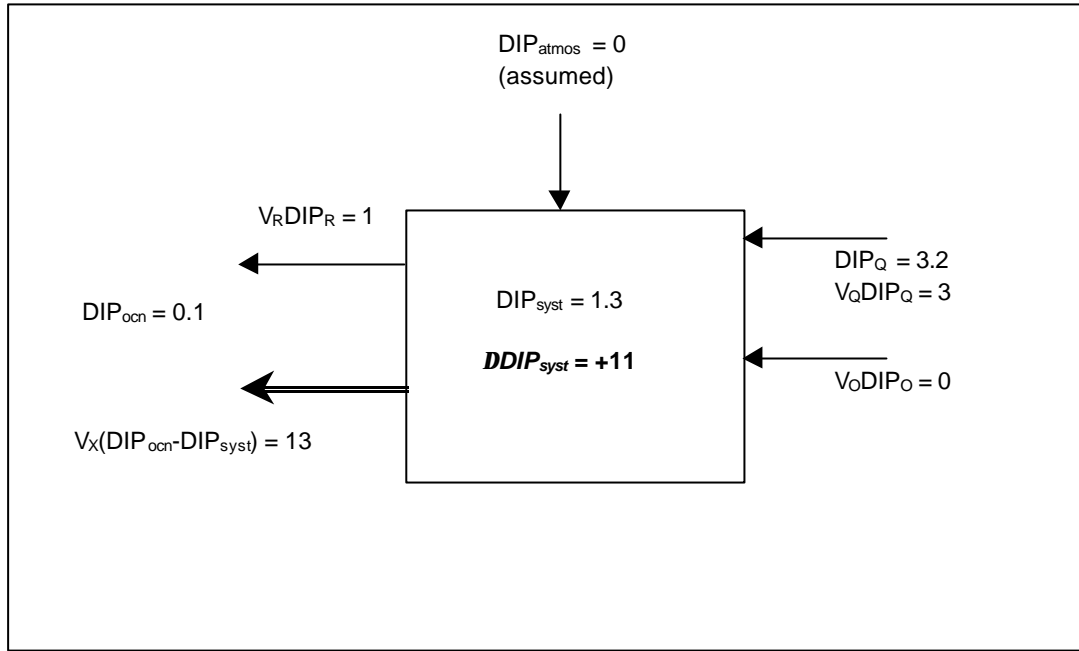 DIPatmos = 0
(assumed)
VRDIPR = 1
DIPocn = 0.1
VX(DIPocn-DIPsyst) = 13
DIPsyst = 1.3
DDIPsyst = +11
DIPQ = 3.2
VQDIPQ = 3
VODIPO = 0